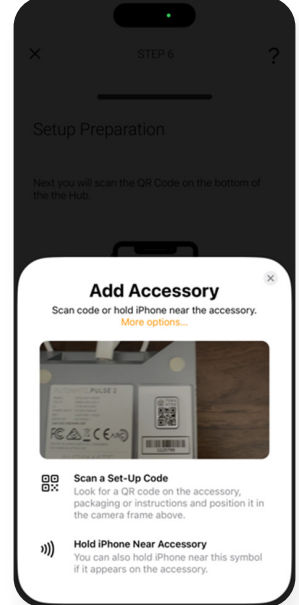 STEP 6
?
Setup Preparation
Next you will scan the QR Code on the bottom of
the the Hub.
Add Accessory
Scan code or hold iPhone near the accessory.
More options...
AUTOMATE PULSE 2
FC CE
Scan a Set-Up Code
Look for a QR code on the accessory,
packaging or instructions and position it in
the camera frame above.
Hold iPhone Near Accessory
You can also hold iPhone near this symbol
if it appears on the accessory.